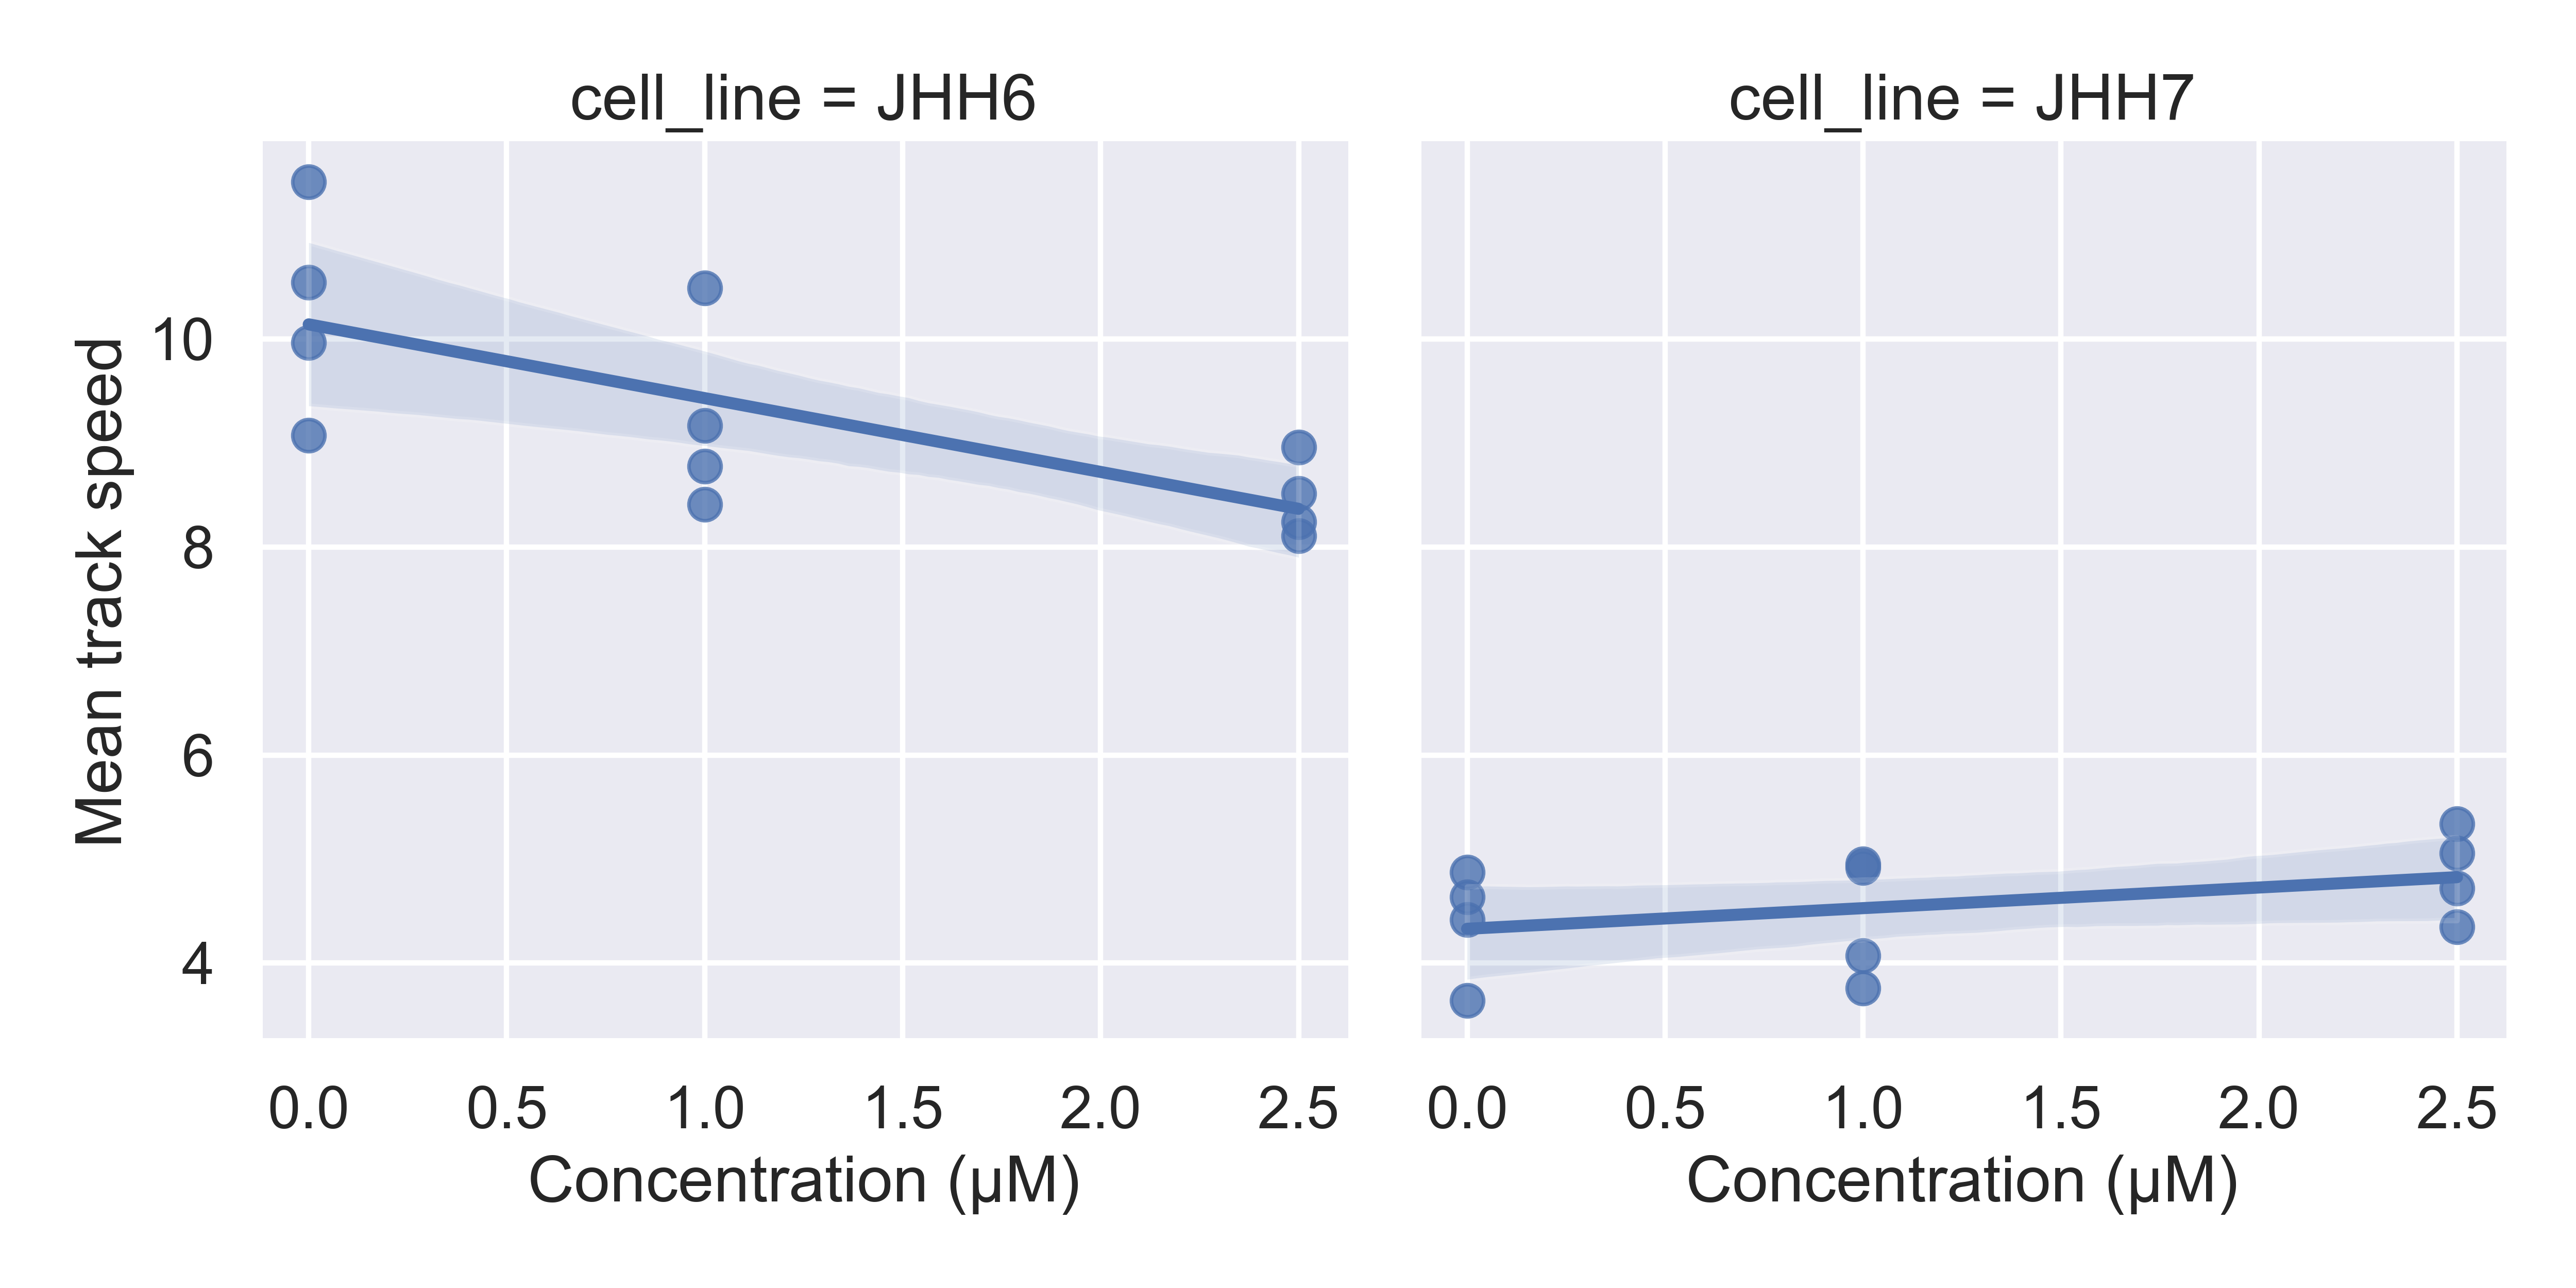 cell_line = JHH6
cell_line = JHH7
Mean track speed
10
8
6
4
0.0 0.5 1.0 1.5 2.0 2.5
0.0 0.5 1.0 1.5 2.0 2.5
Concentration (µM)
Concentration (µM)